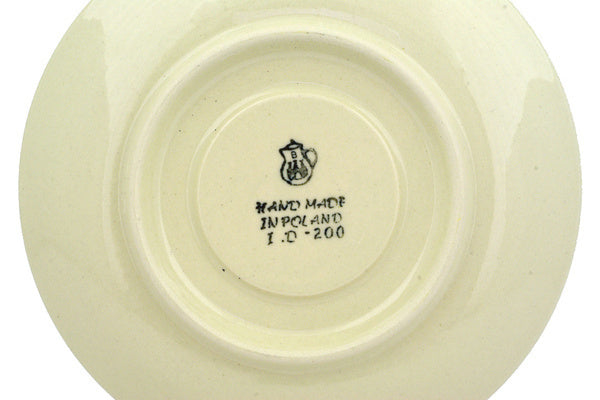 B
HAND MADE
IN POLAND
I.D-200